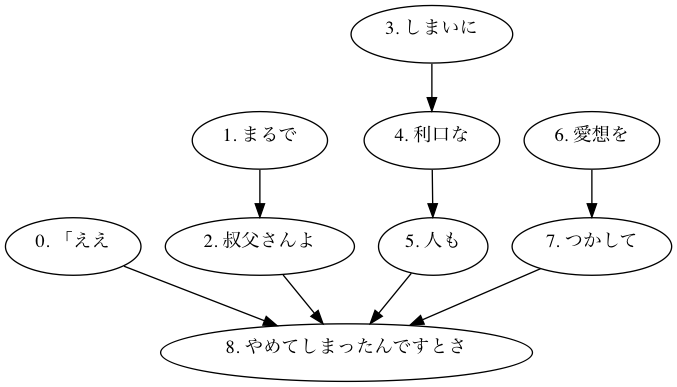 3. しまいに
1. まるで
4. 利口な
6. 愛想を
0. 「ええ
2. 叔父さんよ
5. 人も
7. つかして
8. やめてしまったんですとさ